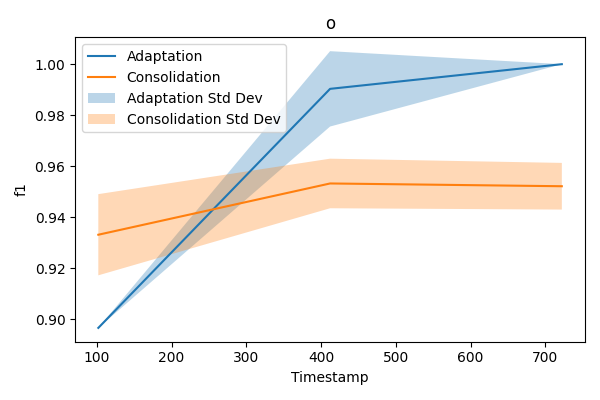 o
Adaptation
Consolidation
Adaptation Std Dev
Consolidation Std Dev
f1
1.00
0.98
0.96
0.94
0.92
0.90
100 200 300 400 500 600 700
Timestamp